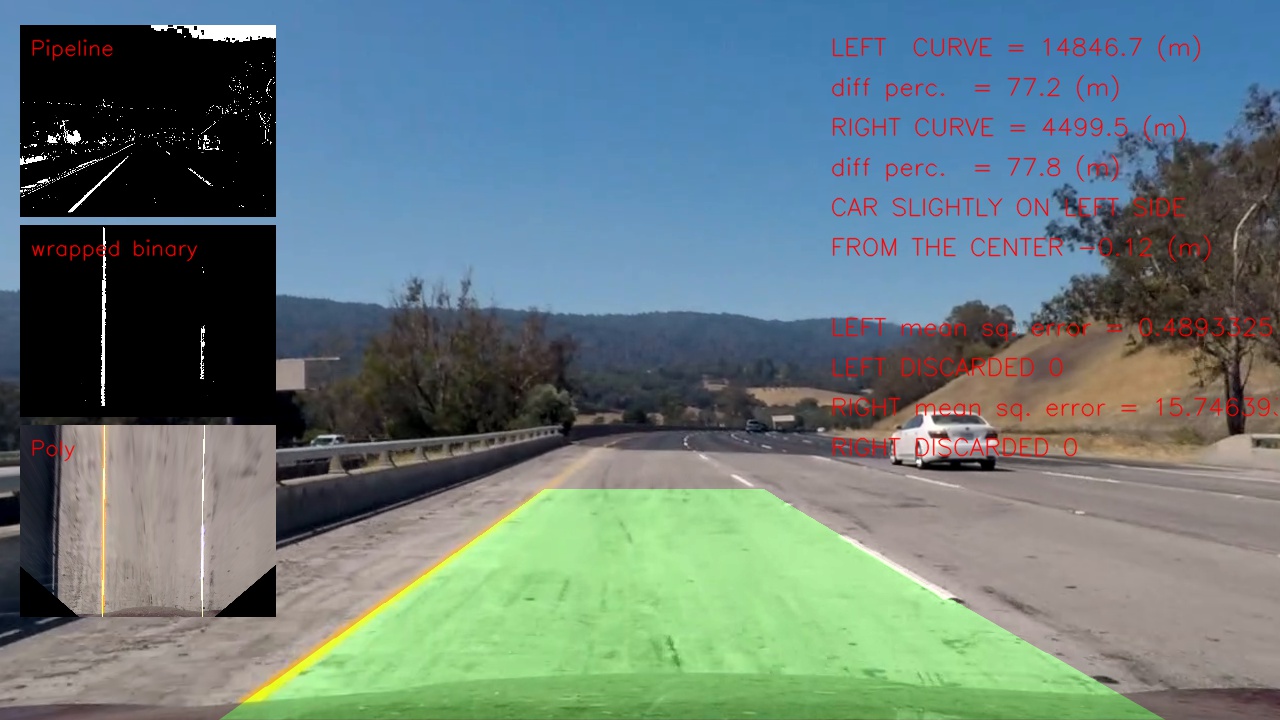 Pipeline
wrapped binary
Poly
LEFT CURVE = 14846.7 (m)
diff perc. = 77.2 (m)
RIGHT CURVE = 4499.5 (m)
diff perc. = 77.8 (m)
CAR SLIGHTLY ON LEFT SIDE
FROM THE CENTER -0.12 (m)
LEFT mean sq. error = 0.4893325
LEFT DISCARDED 0
RIGHT mean sq. error = 15.74639
RIGHT DISCARDED 0